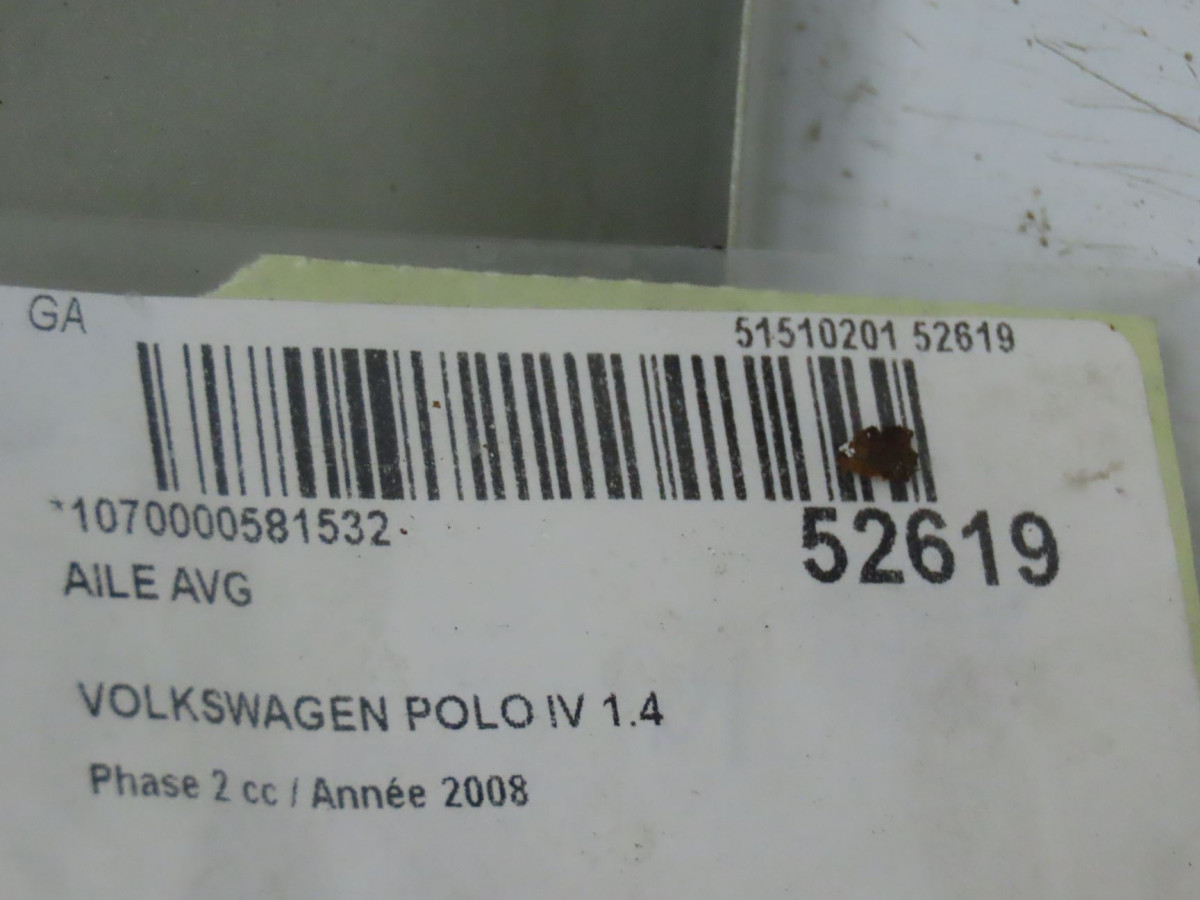 GA
51510201 52619
*1070000581532
52619
AILE AVG
VOLKSWAGEN POLO IV 1.4
Phase 2 cc / Année 2008